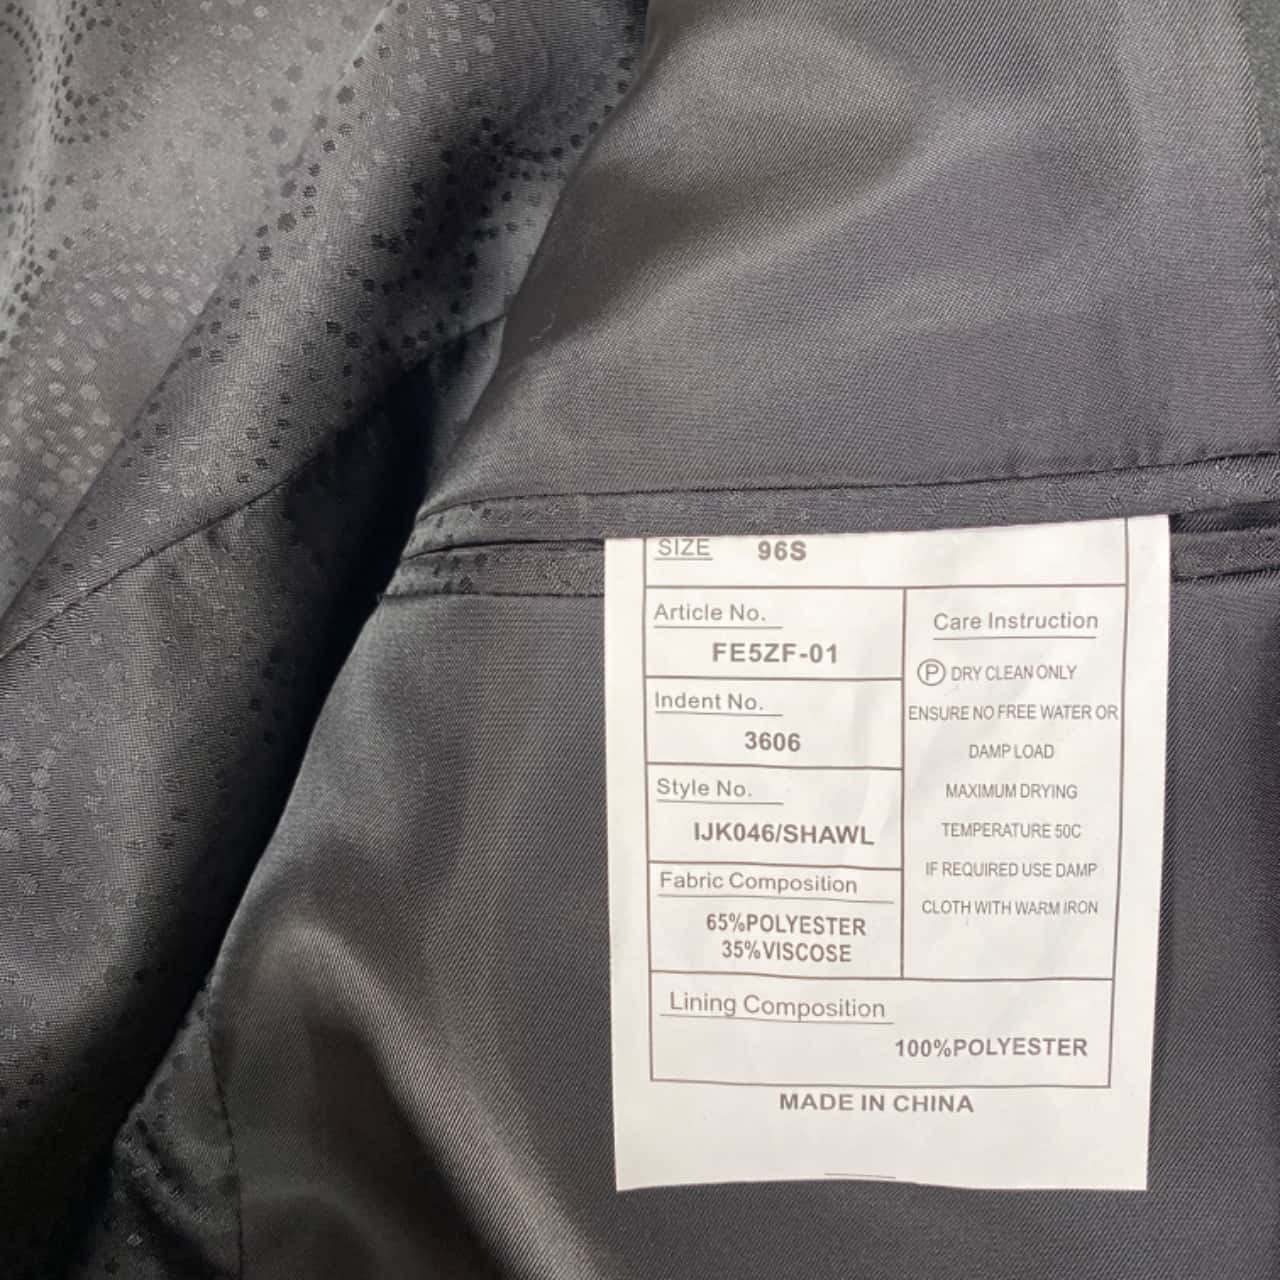 SIZE 96S
Article No.
FE5ZF-01
Indent No.
3606
Style No.
IJK046/SHAWL
Fabric Composition
65%POLYESTER
35%VISCOSE
Care Instruction
Ⓟ DRY CLEAN ONLY
ENSURE NO FREE WATER OR
DAMP LOAD
MAXIMUM DRYING
TEMPERATURE 50C
IF REQUIRED USE DAMP
CLOTH WITH WARM IRON
Lining Composition
100%POLYESTER
MADE IN CHINA